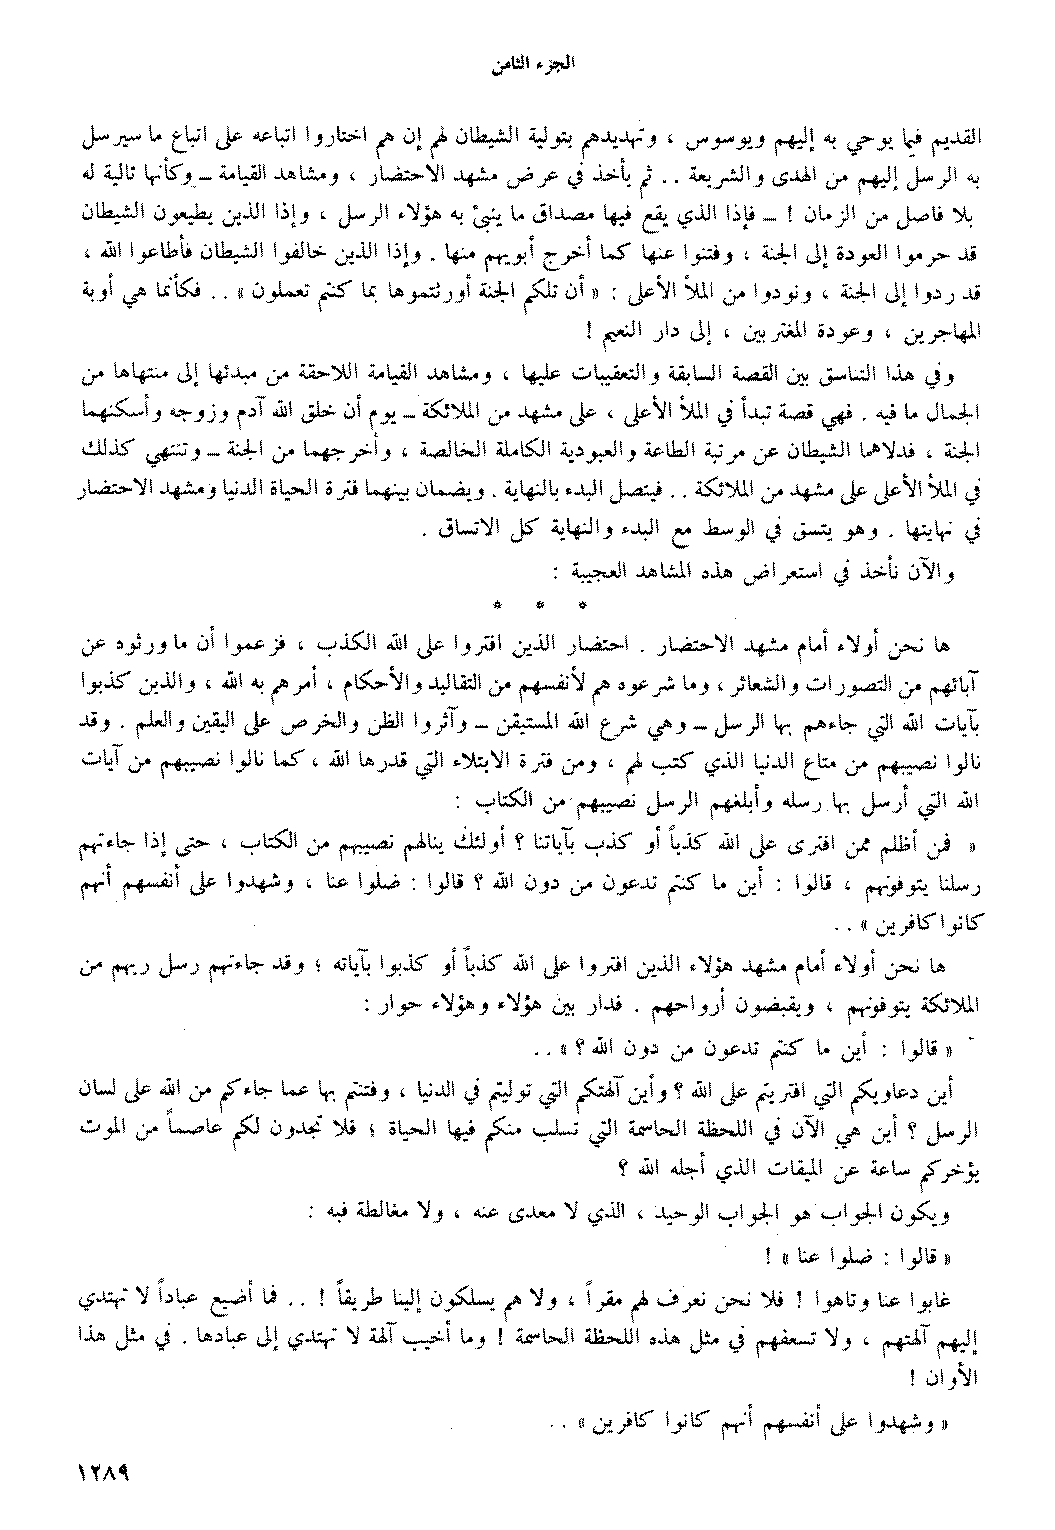 الجزء الثامن
القديم فيما يوحي به إليهم ويوسوس ، وتهديدهم بتولية الشيطان لهم إن هم اختاروا اتباعه على اتباع ما سيرسل
به الرسل إليهم من الهدى والشريعة .. ثم يأخذ في عرض مشهد الاحتضار ، ومشاهد القيامة – وكأنها تالية له
بلا فاصل من الزمان ! – فإذا الذي يقع فيها مصداق ما ينبئ به هؤلاء الرسل ، وإذا الذين يطيعون الشيطان
قد حرموا العودة إلى الجنة ، وفتنوا عنها كما أخرج أبويهم منها . وإذا الذين خالفوا الشيطان فأطاعوا الله ،
قد ردوا إلى الجنة ، ونودوا من الملأ الأعلى : « أن تلكم الجنة أورثتموها بما كنتم تعملون » .. فكأنما هي أوبة
المهاجرين ، وعودة المغتربين ، إلى دار النعيم !
وفي هذا التناسق بين القصة السابقة والتعقيبات عليها ، ومشاهد القيامة اللاحقة من مبدئها إلى منتهاها من
الجمال ما فيه . فهي قصة تبدأ في الملأ الأعلى ، على مشهد من الملائكة – يوم أن خلق الله آدم وزوجه وأسكنهما
الجنة ، فدلاهما الشيطان عن مرتبة الطاعة والعبودية الكاملة الخالصة ، وأخرجهما من الجنة – وتنتهي كذلك
في الملأ الأعلى على مشهد من الملائكة .. فيتصل البدء بالنهاية . ويضمان بينهما فترة الحياة الدنيا ومشهد الاحتضار
في نهايتها . وهو يتسق في الوسط مع البدء والنهاية كل الاتساق .
والآن نأخذ في استعراض هذه المشاهد العجيبة :
* * *
ها نحن أولاء أمام مشهد الاحتضار . احتضار الذين افتروا على الله الكذب ، فزعموا أن ما ورثوه عن
آبائهم من التصورات والشعائر ، وما شرعوه هم لأنفسهم من التقاليد والأحكام ، أمرهم به الله ، والذين كذبوا
بآيات الله التي جاءهم بها الرسل – وهي شرع الله المستيقن – وآثروا الظن والخرص على اليقين والعلم . وقد
نالوا نصيبهم من متاع الدنيا الذي كتب لهم ، ومن فترة الابتلاء التي قدرها الله ، كما نالوا نصيبهم من آيات
الله التي أرسل بها رسله وأبلغهم الرسل نصيبهم من الكتاب :
« فمن أظلم ممن افترى على الله كذباً أو كذب بآياتنا ؟ أولئك ينالهم نصيبهم من الكتاب ، حتى إذا جاءتهم
رسلنا يتوفونهم ، قالوا : أين ما كنتم تدعون من دون الله ؟ قالوا : ضلوا عنا ، وشهدوا على أنفسهم أنهم
كانوا كافرين » ..
ها نحن أولاء أمام مشهد هؤلاء الذين افتروا على الله كذباً أو كذبوا بآياته ؛ وقد جاءتهم رسل ربهم من
الملائكة يتوفونهم ، ويقبضون أرواحهم . فدار بين هؤلاء وهؤلاء حوار :
« قالوا : أين ما كنتم تدعون من دون الله ؟ » ..
أين دعاويكم التي افتريتم على الله ؟ وأين آلهتكم التي توليتم في الدنيا ، وفتنتم بها عما جاءكم من الله على لسان
الرسل ؟ أين هي الآن في اللحظة الحاسمة التي تسلب منكم فيها الحياة ؛ فلا تجدون لكم عاصماً من الموت
يؤخركم ساعة عن الميقات الذي أجله الله ؟
ويكون الجواب هو الجواب الوحيد ، الذي لا معدى عنه ، ولا مغالطة فيه :
« قالوا : ضلوا عنا » !
غابوا عنا وتاهوا ! فلا نحن نعرف لهم مقراً ، ولا هم يسلكون إلينا طريقاً ! .. فما أضيع عباداً لا تهتدي
إليهم آلهتهم ، ولا تسعفهم في مثل هذه اللحظة الحاسمة ! وما أخيب آلهة لا تهتدي إلى عبادها . في مثل هذا
الأوان !
« وشهدوا على أنفسهم أنهم كانوا كافرين » ..
١٢٨٩